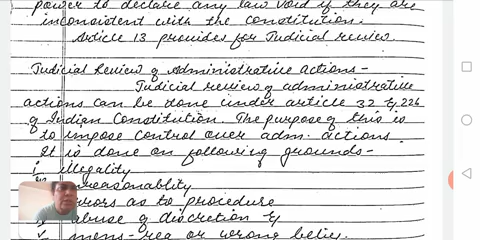 power to declare any law void if they are
inconsistent with the constitution.
Article 13 provides for Judicial review.
Judicial Review of Administrative Actions-
Judicial review of administrative
actions can be done under article 32 & 226
of Indian Constitution. The purpose of this is
to impose control over adm. actions.
It is done on following grounds-
i, illegality
reasonablity
rrors as to procedure
abuse of discretion &
v, mens-rea or wrong belief.